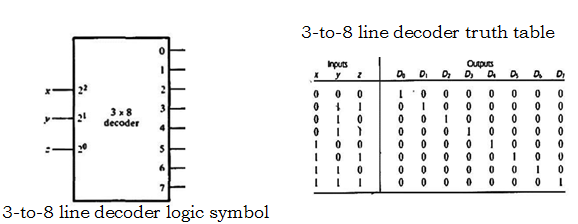 3-to-8 line decoder truth table
Inputs Outputs
x y z D₀ D₁ D₂ D₃ D₄ D₅ D₆ D₇
0 0 0 1 0 0 0 0 0 0 0
0 1 1 0 1 0 0 0 0 0 0
0 1 0 0 0 1 0 0 0 0 0
0 1 1 0 0 0 1 0 0 0 0
1 0 0 0 0 0 0 1 0 0 0
1 0 1 0 0 0 0 0 1 0 0
1 1 0 0 0 0 0 0 0 1 0
1 1 1 0 0 0 0 0 0 0 1
0
1
x 2² 2
3 x 8 3
y 2¹ decoder 4
z 2⁰ 5
6
7
3-to-8 line decoder logic symbol